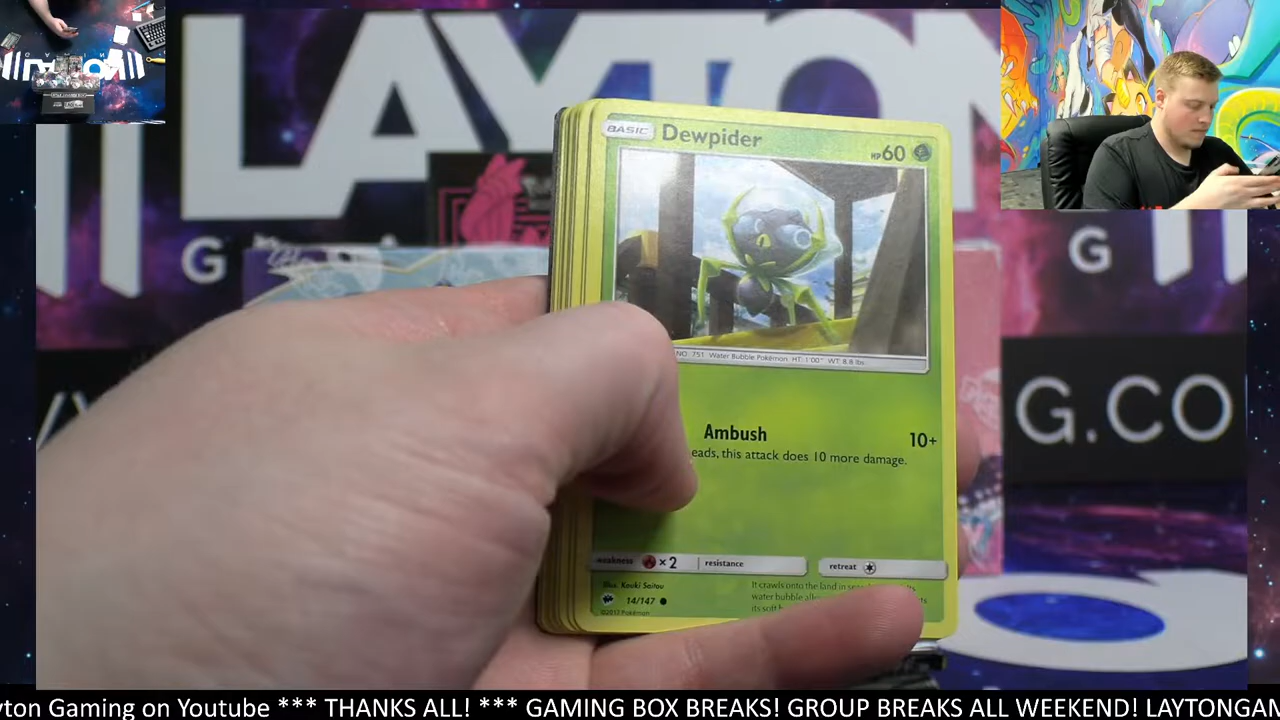 LAYTON
G
G
G.CO
BASIC Dewpider HP60
NO. 751 Water Bubble Pokémon HT: 1'00" WT: 8.8 lbs
Ambush 10+
eads, this attack does 10 more damage.
weakness ×2 resistance retreat
Illus. Kouki Saitou
14/147
©2017 Pokémon
It crawls onto the land in
water bubble
its soft
yton Gaming on Youtube *** THANKS ALL! *** GAMING BOX BREAKS! GROUP BREAKS ALL WEEKEND! LAYTONGAM